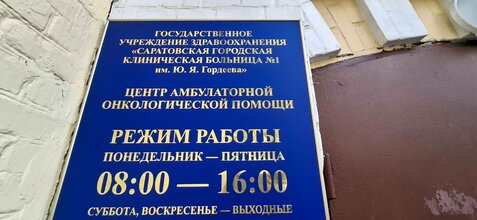 ГОСУДАРСТВЕННОЕ
УЧРЕЖДЕНИЕ ЗДРАВООХРАНЕНИЯ
«САРАТОВСКАЯ ГОРОДСКАЯ
КЛИНИЧЕСКАЯ БОЛЬНИЦА №1
им. Ю. Я. Гордеева»
ЦЕНТР АМБУЛАТОРНОЙ
ОНКОЛОГИЧЕСКОЙ ПОМОЩИ
РЕЖИМ РАБОТЫ
ПОНЕДЕЛЬНИК — ПЯТНИЦА
08:00 — 16:00
СУББОТА, ВОСКРЕСЕНЬЕ — ВЫХОДНЫЕ